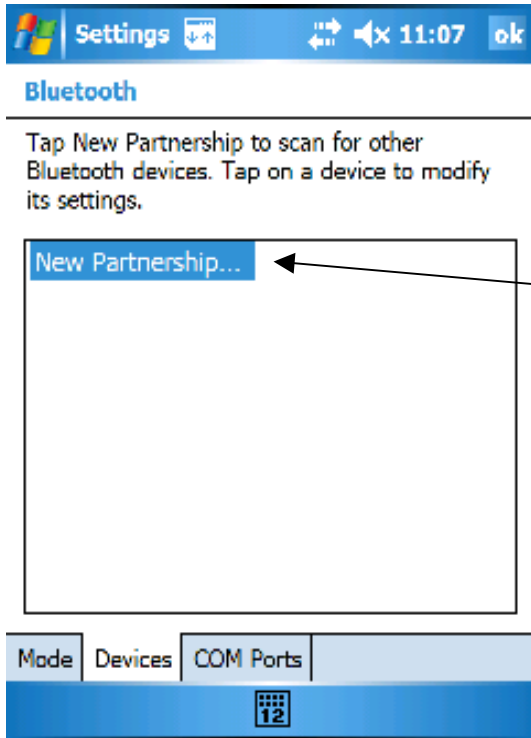 Settings 11:07 ok
Bluetooth
Tap New Partnership to scan for other
Bluetooth devices. Tap on a device to modify
its settings.
New Partnership...
Mode Devices COM Ports
12